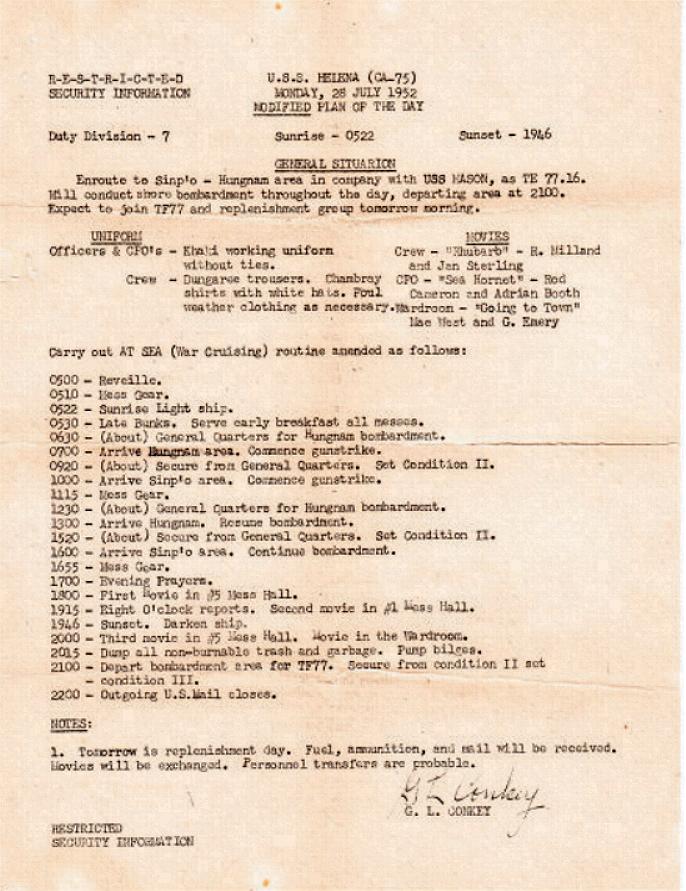 R-E-S-T-R-I-C-T-E-D U.S.S. HELENA (CA-75)
SECURITY INFORMATION MONDAY, 28 JULY 1952
MODIFIED PLAN OF THE DAY
Duty Division - 7 Sunrise - 0522 Sunset - 1946
GENERAL SITUARION
Enroute to Sinp'o - Hungnam area in company with USS MASON, as TE 77.16.
Will conduct shore bombardment throughout the day, departing area at 2100.
Expect to join TF77 and replenishment group tomorrow morning.
UNIFORM MOVIES
Officers & CPO's - Khaki working uniform Crew - "Rhubarb" - R. Milland
without ties. and Jan Sterling
Crew - Dungaree trousers. Chambray CPO - "Sea Hornet" - Rod
shirts with white hats. Foul Cameron and Adrian Booth
weather clothing as necessary. Wardroom - "Going to Town"
Mae West and G. Emery
Carry out AT SEA (War Cruising) routine amended as follows:
0500 - Reveille.
0510 - Mess Gear.
0522 - Sunrise Light ship.
0530 - Late Bunks. Serve early breakfast all messes.
0630 - (About) General Quarters for Hungnam bombardment.
0700 - Arrive Hungnam area. Commence gunstrike.
0920 - (About) Secure from General Quarters. Set Condition II.
1000 - Arrive Sinp'o area. Commence gunstrike.
1115 - Mess Gear.
1230 - (About) General Quarters for Hungnam bombardment.
1300 - Arrive Hungnam. Resume bombardment.
1520 - (About) Secure from General Quarters. Set Condition II.
1600 - Arrive Sinp'o area. Continue bombardment.
1655 - Mess Gear.
1700 - Evening Prayers.
1800 - First Movie in #5 Mess Hall.
1915 - Eight O'clock reports. Second movie in #1 Mess Hall.
1946 - Sunset. Darken ship.
2000 - Third movie in #5 Mess Hall. Movie in the Wardroom.
2015 - Dump all non-burnable trash and garbage. Pump bilges.
2100 - Depart bombardment area for TF77. Secure from condition II set
- condition III.
2200 - Outgoing U.S.Mail closes.
NOTES:
1. Tomorrow is replenishment day. Fuel, ammunition, and mail will be received.
Movies will be exchanged. Personnel transfers are probable.
G L Conkey
G. L. CONKEY
RESTRICTED
SECURITY INFORMATION